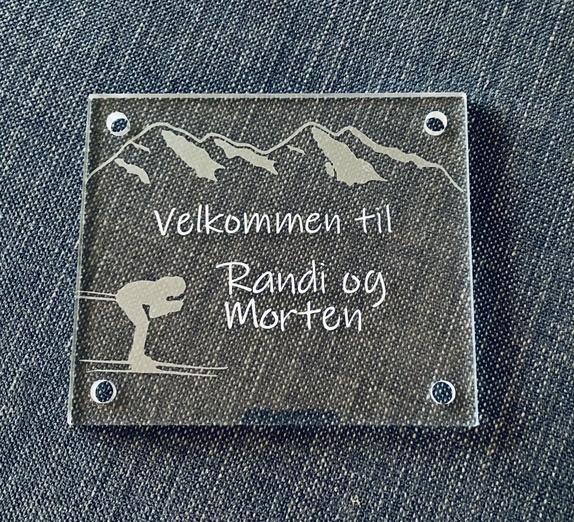 Velkommen til
Randi og
Morten